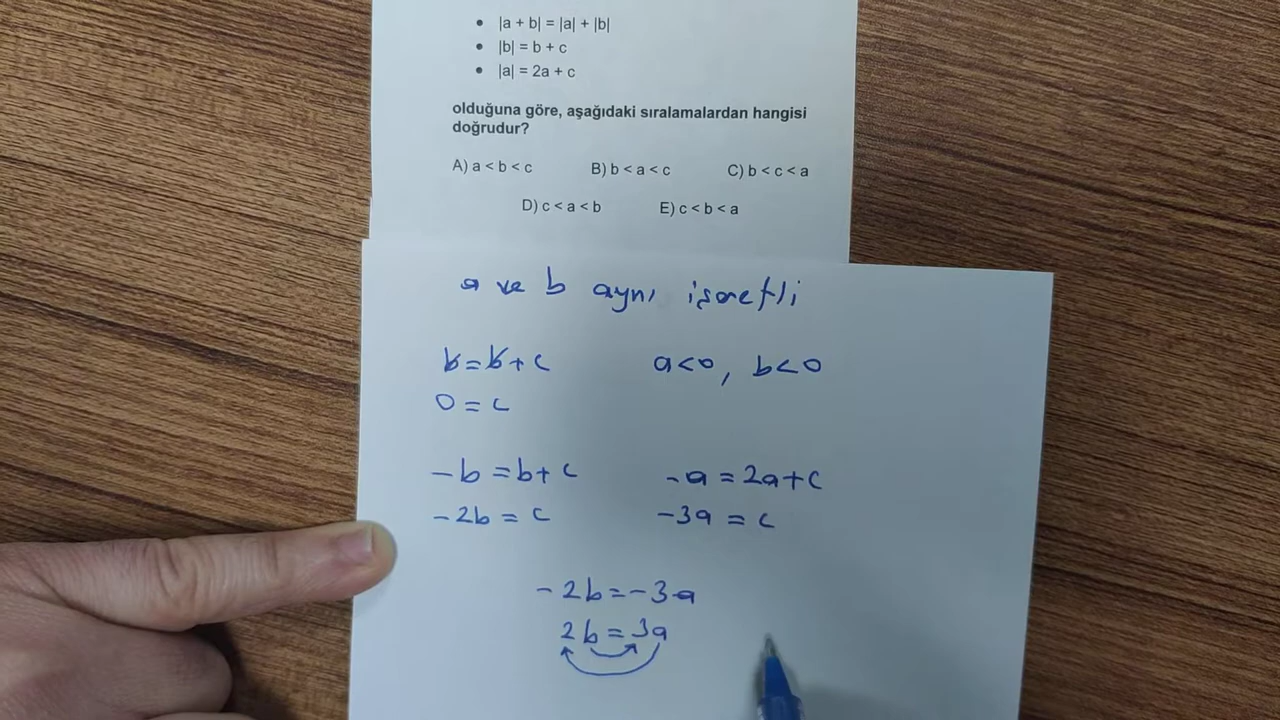 • |a + b| = |a| + |b|
• |b| = b + c
• |a| = 2a + c
olduğuna göre, aşağıdaki sıralamalardan hangisi
doğrudur?
A) a < b < c B) b < a < c C) b < c < a
D) c < a < b E) c < b < a
a ve b aynı işaretli
b = b + c a<0, b<0
0 = c
-b = b + c -a = 2a + c
-2b = c -3a = c
-2b = -3a
2b = 3a